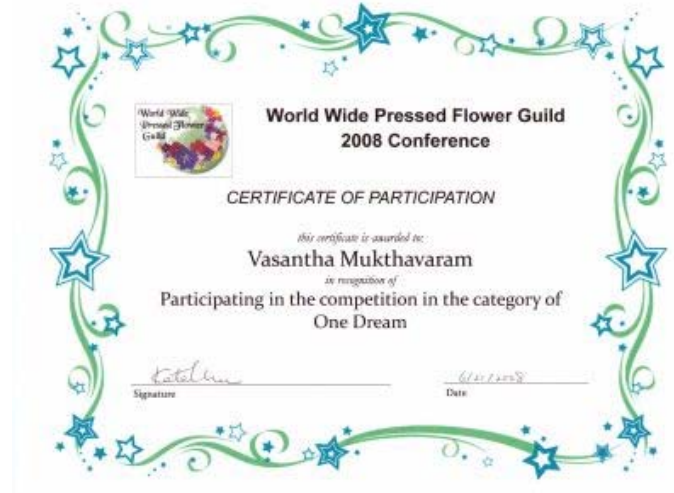 World Wide
Pressed Flower
Guild
World Wide Pressed Flower Guild
2008 Conference
CERTIFICATE OF PARTICIPATION
this certificate is awarded to:
Vasantha Mukthavaram
in recognition of
Participating in the competition in the category of
One Dream
Signature
Date